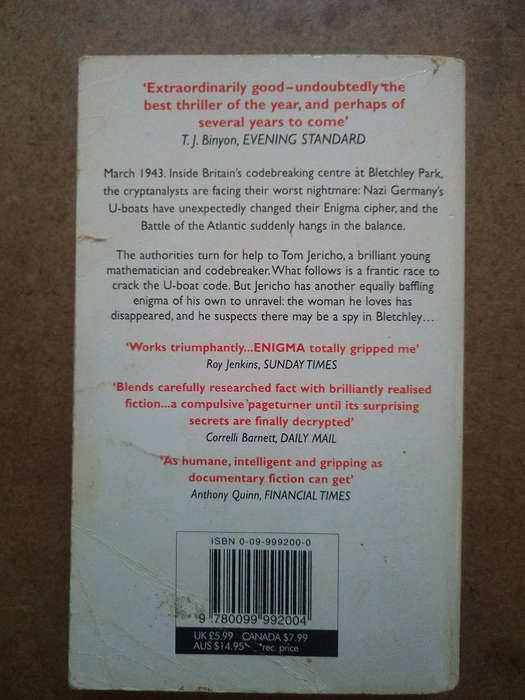 'Extraordinarily good – undoubtedly the
best thriller of the year, and perhaps of
several years to come'
T. J. Binyon, EVENING STANDARD
March 1943. Inside Britain's codebreaking centre at Bletchley Park,
the cryptanalysts are facing their worst nightmare: Nazi Germany's
U-boats have unexpectedly changed their Enigma cipher, and the
Battle of the Atlantic suddenly hangs in the balance.
The authorities turn for help to Tom Jericho, a brilliant young
mathematician and codebreaker. What follows is a frantic race to
crack the U-boat code. But Jericho has another equally baffling
enigma of his own to unravel: the woman he loves has
disappeared, and he suspects there may be a spy in Bletchley...
'Works triumphantly...ENIGMA totally gripped me'
Roy Jenkins, SUNDAY TIMES
'Blends carefully researched fact with brilliantly realised
fiction...a compulsive pageturner until its surprising
secrets are finally decrypted'
Correlli Barnett, DAILY MAIL
'As humane, intelligent and gripping as
documentary fiction can get'
Anthony Quinn, FINANCIAL TIMES
ISBN 0-09-999200-0
9 780099 992004
UK £5.99 CANADA $7.99
AUS $14.95* *rec. price